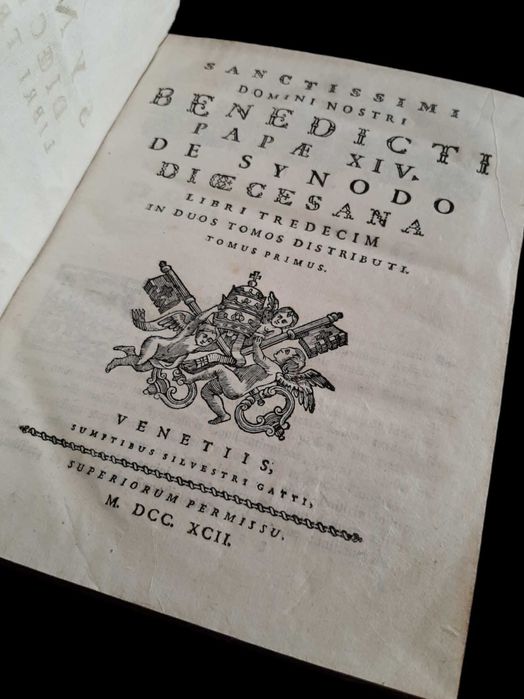 SANCTISSIMI
DOMINI NOSTRI
BENEDICTI
PAPÆ XIV.
DE SYNODO
DIŒCESANA
LIBRI TREDECIM
IN DUOS TOMOS DISTRIBUTI.
TOMUS PRIMUS.
VENETIIS,
SUMPTIBUS SILVESTRI GATTI,
SUPERIORUM PERMISSU.
M. DCC. XCII.